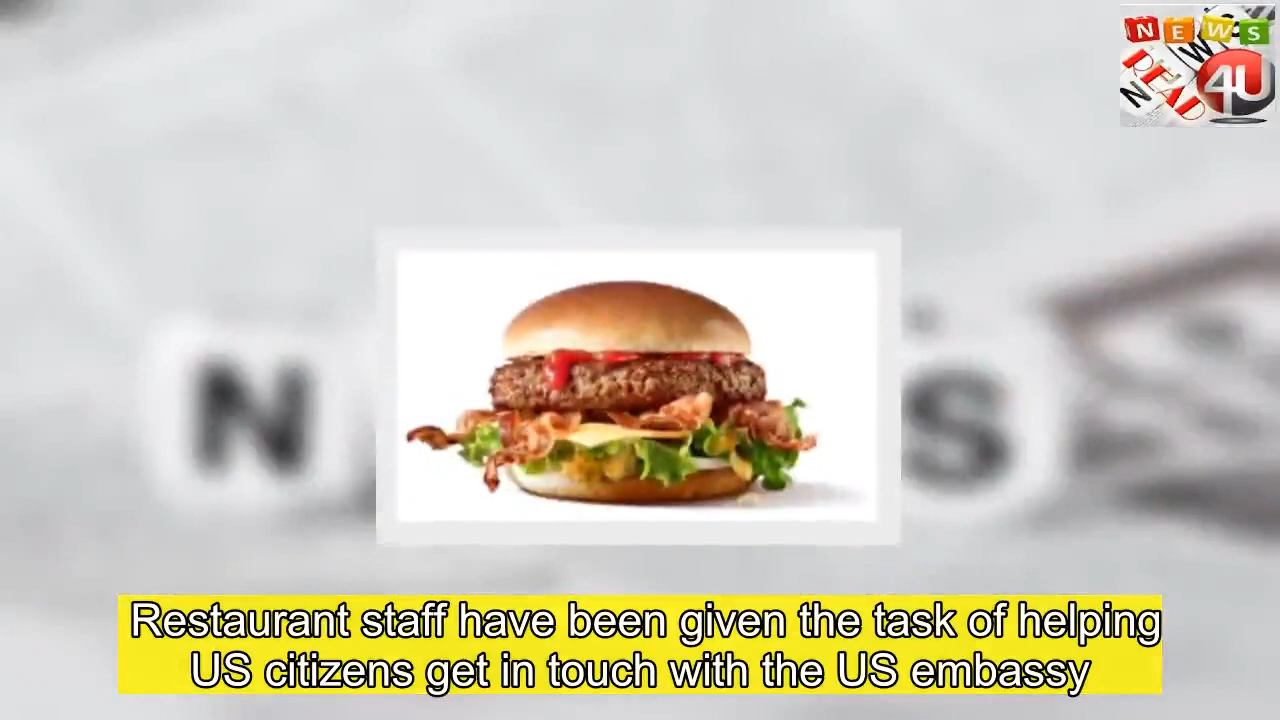 NEWS
READ
N
W
4U
N
S
Restaurant staff have been given the task of helping
US citizens get in touch with the US embassy